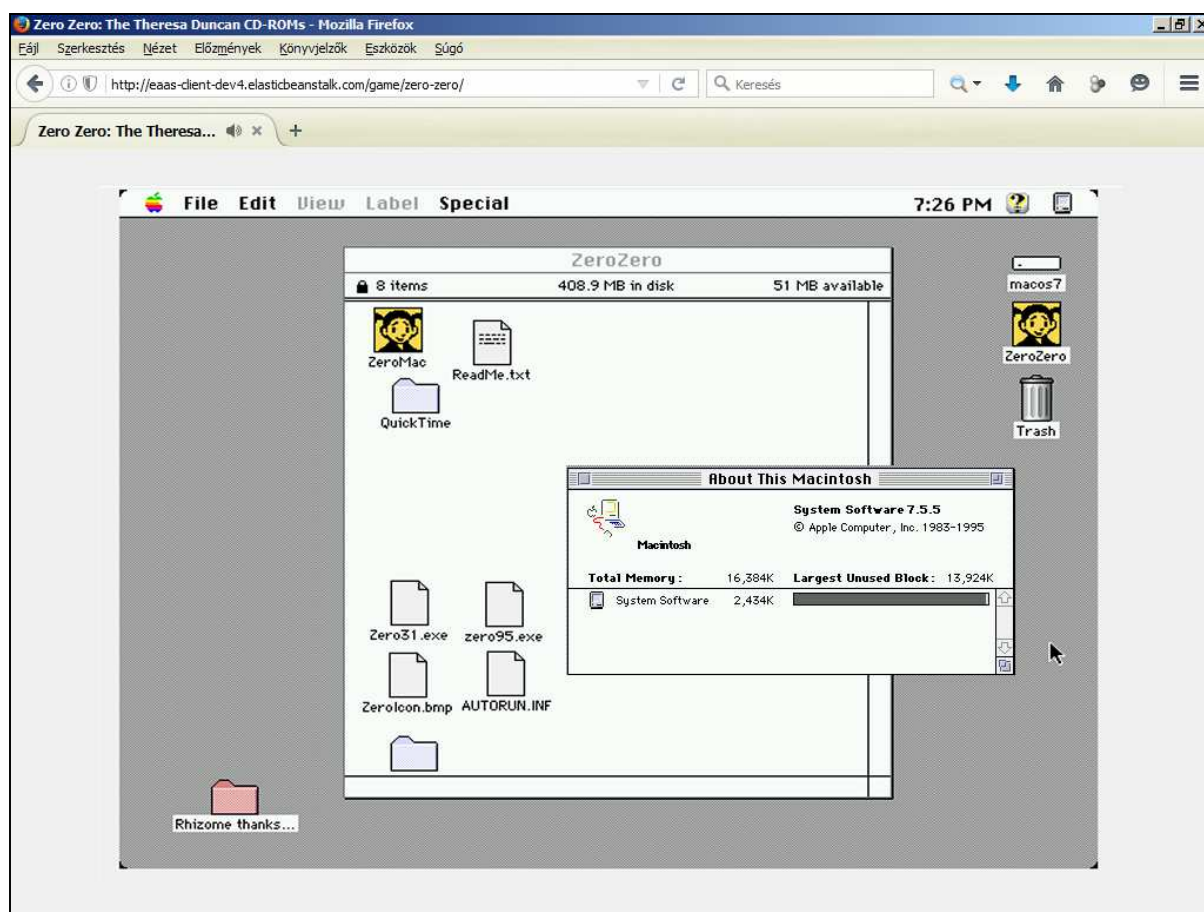 Zero Zero: The Theresa Duncan CD-ROMs - Mozilla Firefox
Fájl Szerkesztés Nézet Előzmények Könyvjelzők Eszközök Súgó
http://eaas-client-dev4.elasticbeanstalk.com/game/zero-zero/
Keresés
Zero Zero: The Theresa...
File Edit View Label Special 7:26 PM
ZeroZero
8 items 408.9 MB in disk 51 MB available
macos7
ZeroMac
ReadMe.txt
ZeroZero
QuickTime
Trash
About This Macintosh
System Software 7.5.5
© Apple Computer, Inc. 1983-1995
Macintosh
Total Memory: 16,384K Largest Unused Block: 13,924K
System Software 2,434K
Zero31.exe zero95.exe
ZeroIcon.bmp AUTORUN.INF
Rhizome thanks...